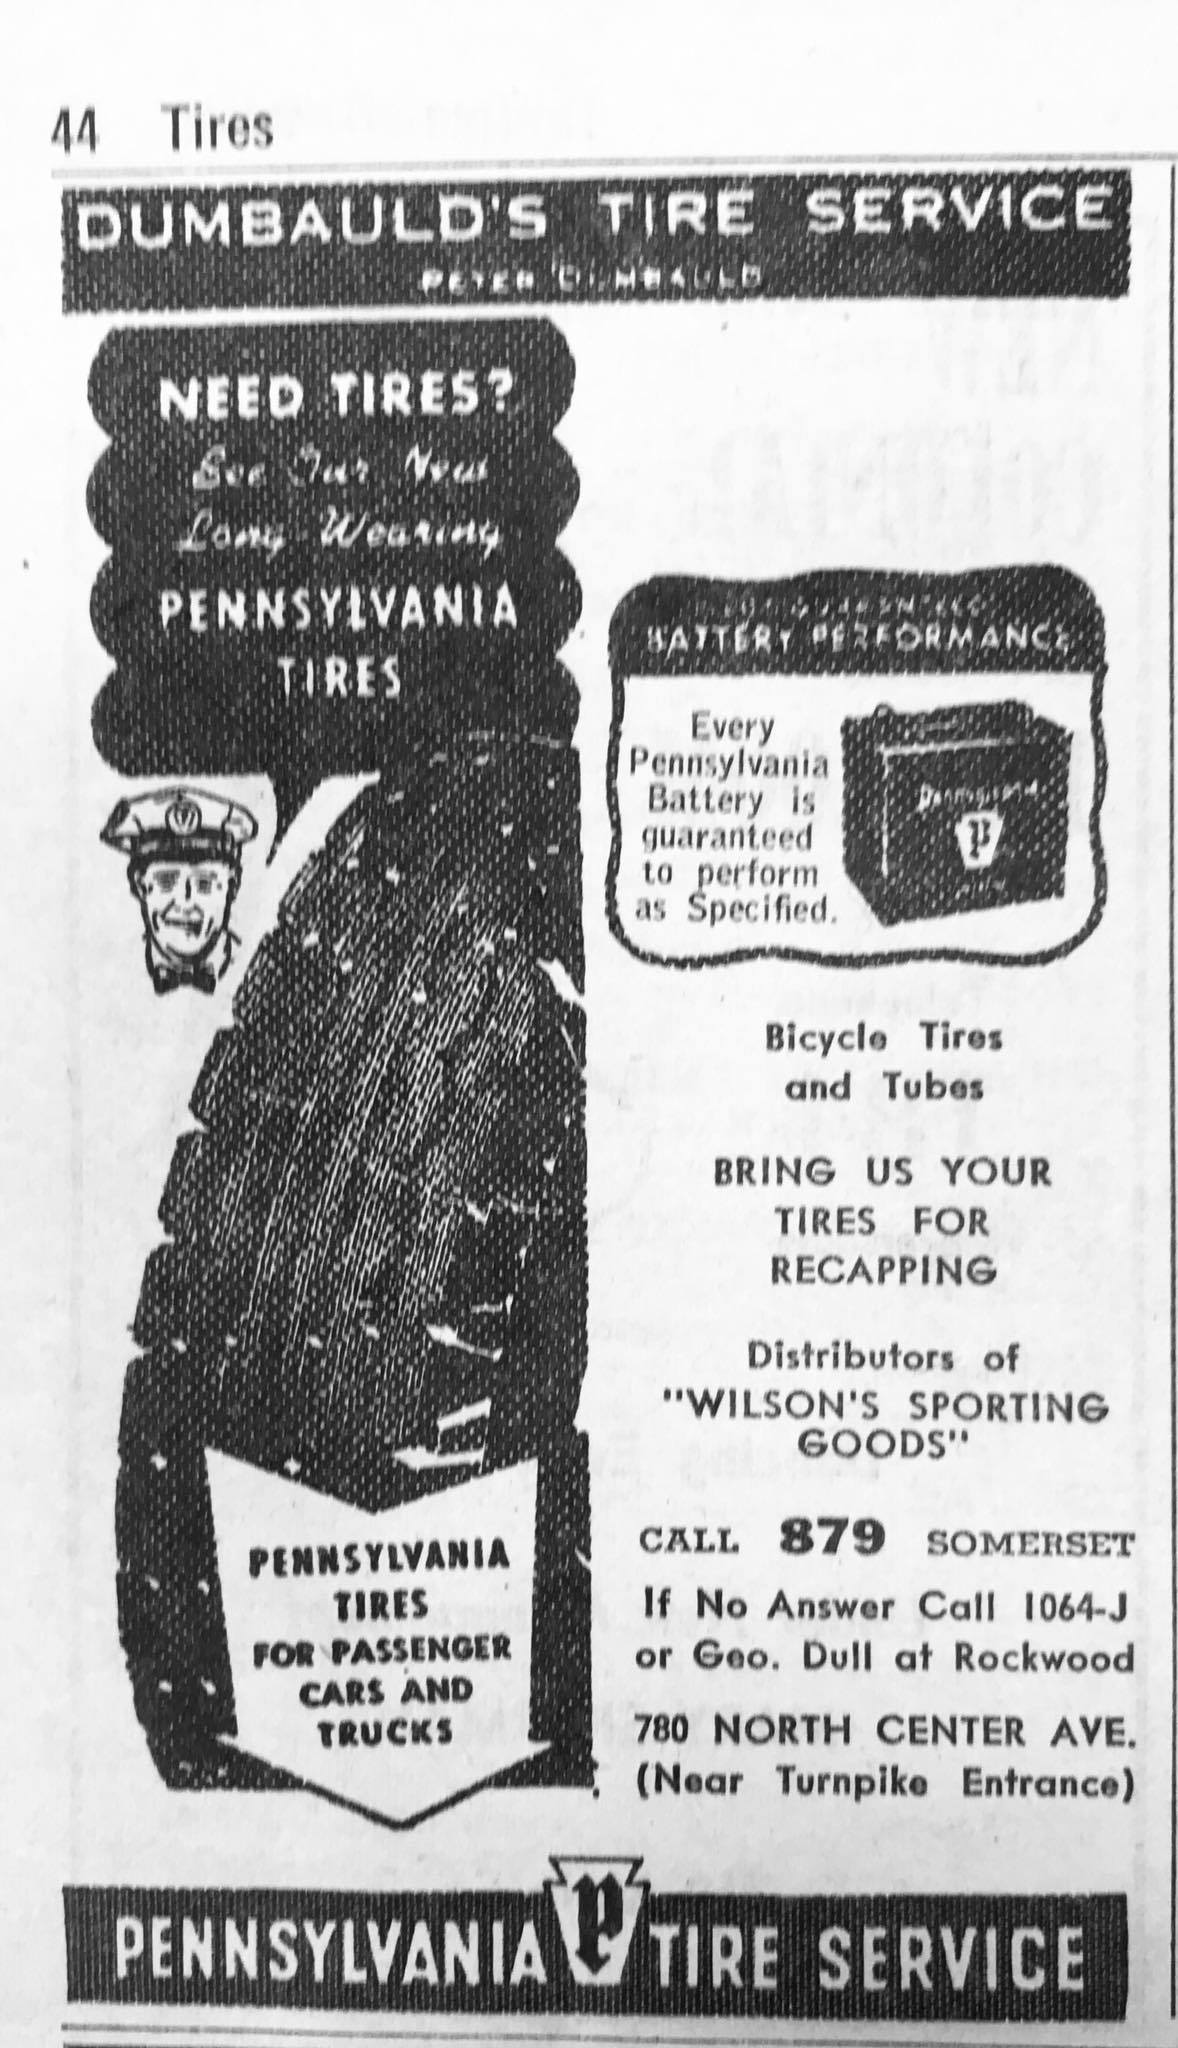 44 Tires
DUMBAULD'S TIRE SERVICE
PETER DUMBAULD
NEED TIRES?
See Our New
Long Wearing
PENNSYLVANIA
TIRES
BATTERY PERFORMANCE
Every
Pennsylvania
Battery is
guaranteed
to perform
as Specified.
Pennsylvania
P
Bicycle Tires
and Tubes
BRING US YOUR
TIRES FOR
RECAPPING
Distributors of
"WILSON'S SPORTING
GOODS"
CALL 879 SOMERSET
If No Answer Call 1064-J
or Geo. Dull at Rockwood
780 NORTH CENTER AVE.
(Near Turnpike Entrance)
PENNSYLVANIA
TIRES
FOR PASSENGER
CARS AND
TRUCKS
PENNSYLVANIA P TIRE SERVICE